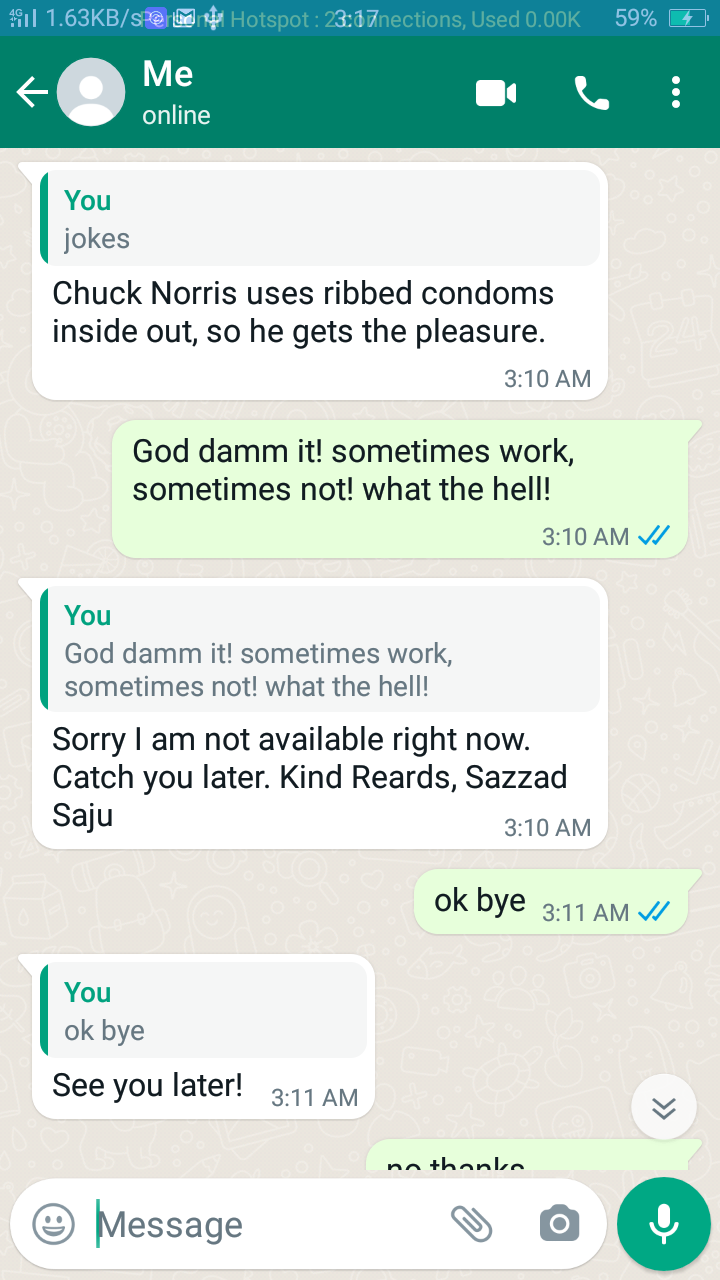 4G 1.63KB/s Personal Hotspot : 2 connections, Used 0.00K 3:17 59%
Me
online
You
jokes
Chuck Norris uses ribbed condoms
inside out, so he gets the pleasure.
3:10 AM
God damm it! sometimes work,
sometimes not! what the hell!
3:10 AM
You
God damm it! sometimes work,
sometimes not! what the hell!
Sorry I am not available right now.
Catch you later. Kind Reards, Sazzad
Saju
3:10 AM
ok bye 3:11 AM
You
ok bye
See you later! 3:11 AM
no thanks
Message